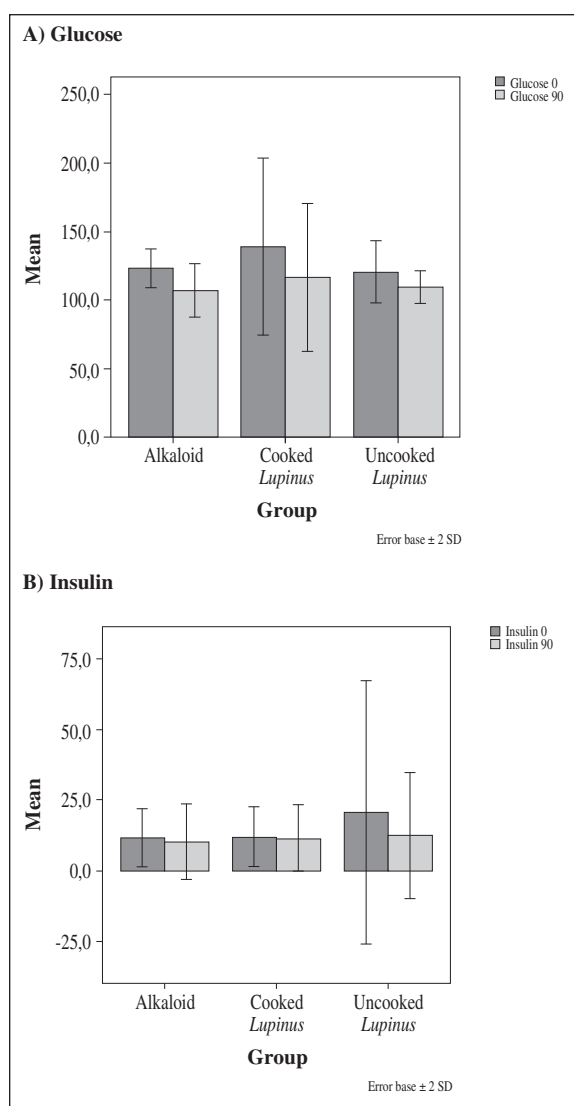 A) Glucose
Glucose 0
Glucose 90
250,0
200,0
150,0
100,0
50,0
0,0
Mean
Alkaloid
Cooked
Lupinus
Uncooked
Lupinus
Group
Error base ± 2 SD
B) Insulin
Insulin 0
Insulin 90
75,0
50,0
25,0
0,0
-25,0
Mean
Alkaloid
Cooked
Lupinus
Uncooked
Lupinus
Group
Error base ± 2 SD